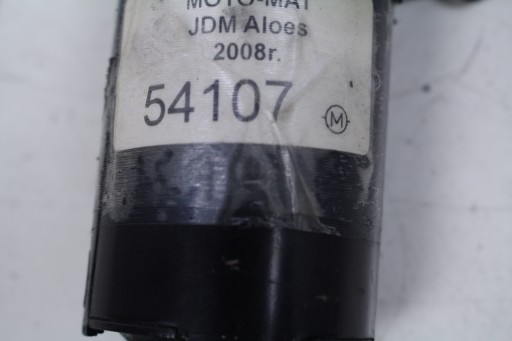 MOTO-MAT
JDM Aloes
2008r.
54107
M